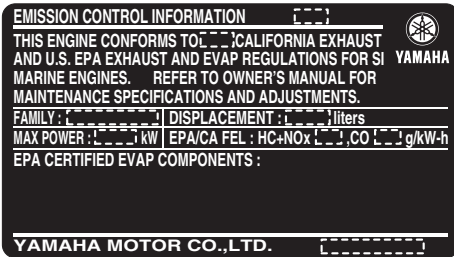 EMISSION CONTROL INFORMATION
THIS ENGINE CONFORMS TO CALIFORNIA EXHAUST
AND U.S. EPA EXHAUST AND EVAP REGULATIONS FOR SI
MARINE ENGINES. REFER TO OWNER'S MANUAL FOR
MAINTENANCE SPECIFICATIONS AND ADJUSTMENTS.
YAMAHA
FAMILY : DISPLACEMENT : liters
MAX POWER : kW EPA/CA FEL : HC+NOx ,CO g/kW-h
EPA CERTIFIED EVAP COMPONENTS :
YAMAHA MOTOR CO.,LTD.